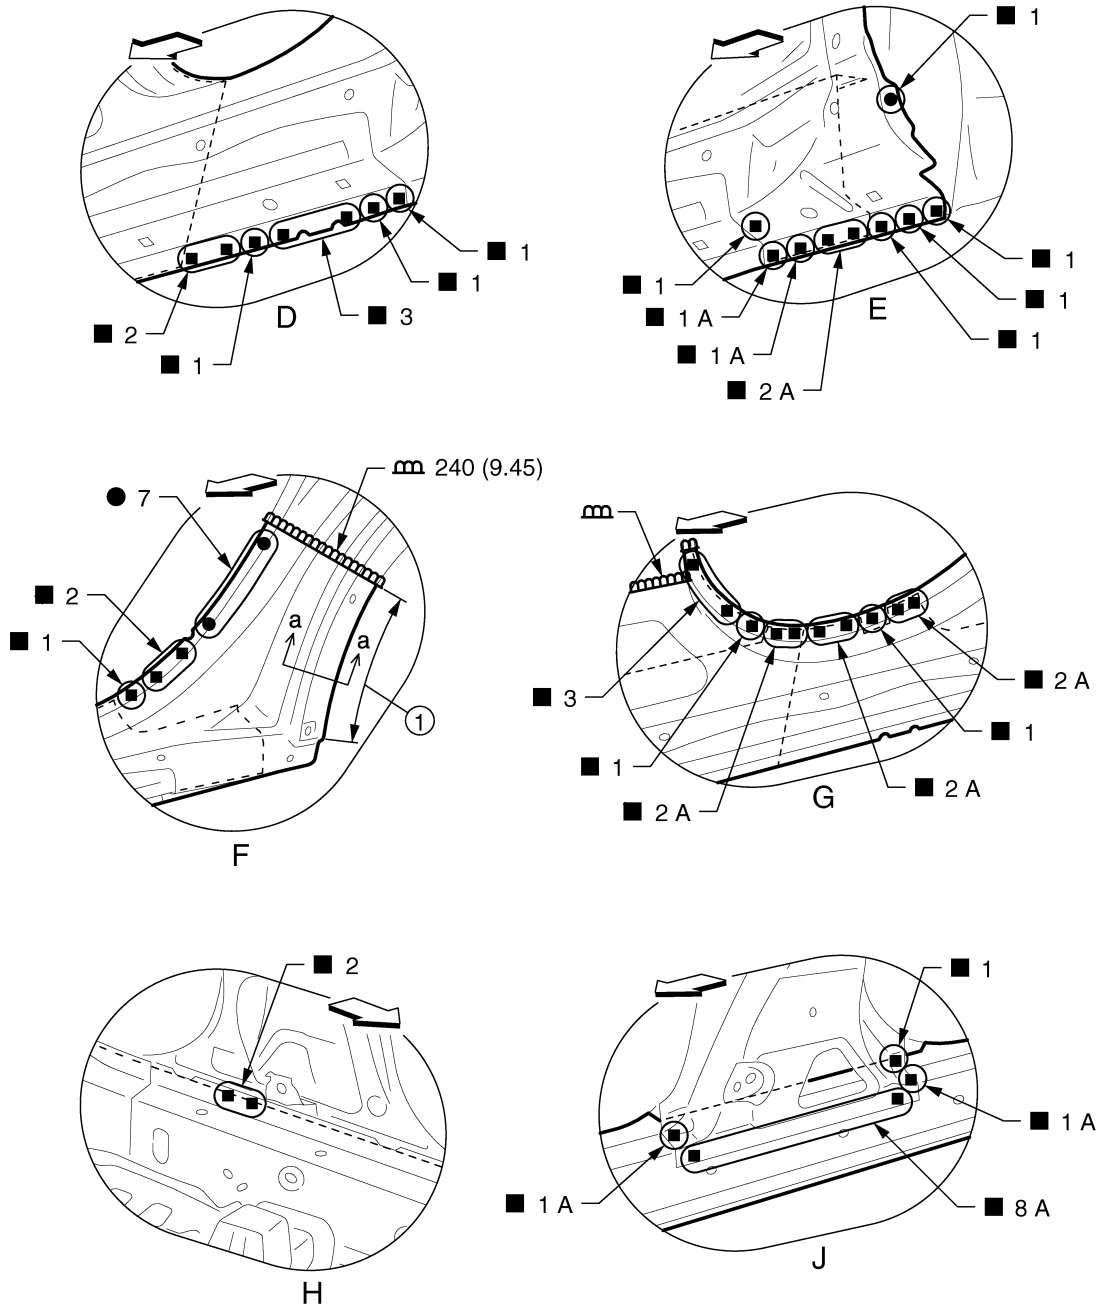 ■ 1
■ 1
■ 3
■ 2
■ 1
D
■ 1
■ 1
■ 1 A
■ 1 A
■ 2 A
■ 1
■ 1
■ 1
E
240 (9.45)
● 7
■ 2
■ 1
a
a
1
F
■ 3
■ 1
■ 2 A
■ 2 A
■ 1
■ 2 A
G
■ 2
H
■ 1
■ 1 A
■ 1 A
■ 8 A
J